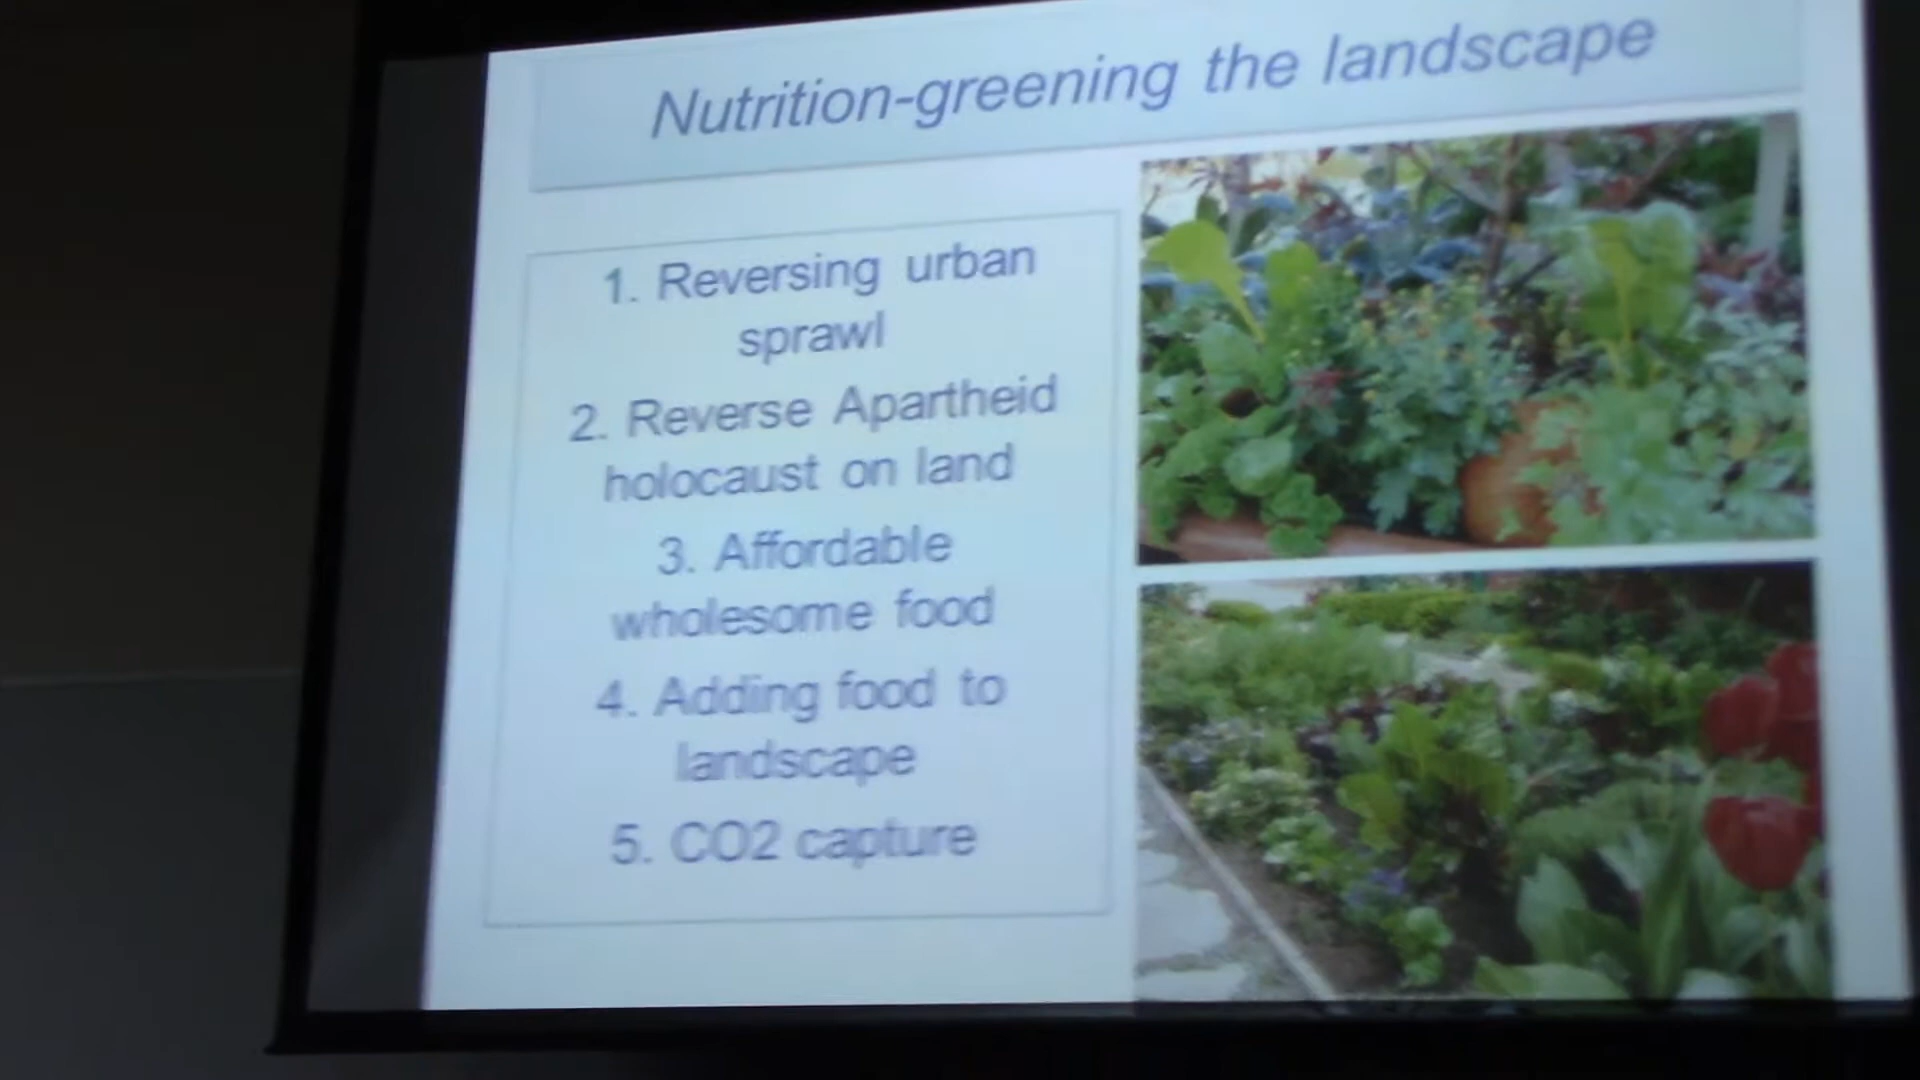 Nutrition-greening the landscape
1. Reversing urban
sprawl
2. Reverse Apartheid
holocaust on land
3. Affordable
wholesome food
4. Adding food to
landscape
5. CO2 capture